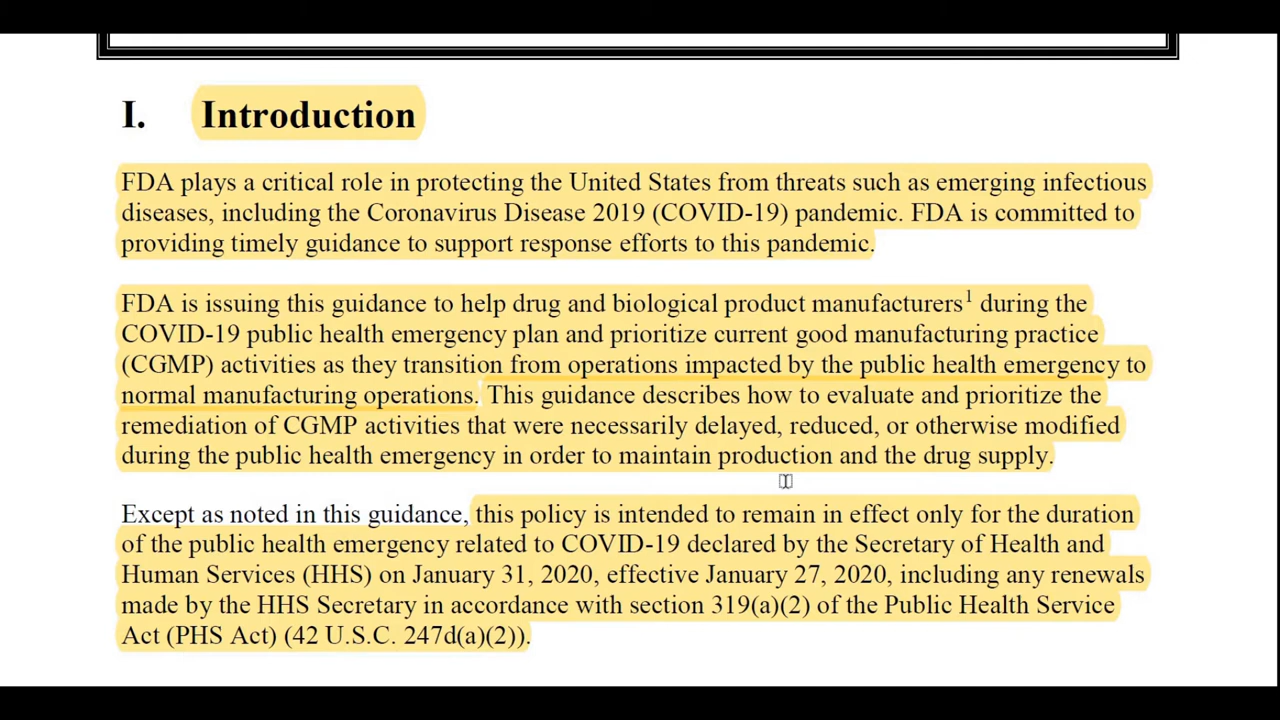 I. Introduction
FDA plays a critical role in protecting the United States from threats such as emerging infectious
diseases, including the Coronavirus Disease 2019 (COVID-19) pandemic. FDA is committed to
providing timely guidance to support response efforts to this pandemic.
FDA is issuing this guidance to help drug and biological product manufacturers¹ during the
COVID-19 public health emergency plan and prioritize current good manufacturing practice
(CGMP) activities as they transition from operations impacted by the public health emergency to
normal manufacturing operations. This guidance describes how to evaluate and prioritize the
remediation of CGMP activities that were necessarily delayed, reduced, or otherwise modified
during the public health emergency in order to maintain production and the drug supply.
Except as noted in this guidance, this policy is intended to remain in effect only for the duration
of the public health emergency related to COVID-19 declared by the Secretary of Health and
Human Services (HHS) on January 31, 2020, effective January 27, 2020, including any renewals
made by the HHS Secretary in accordance with section 319(a)(2) of the Public Health Service
Act (PHS Act) (42 U.S.C. 247d(a)(2)).